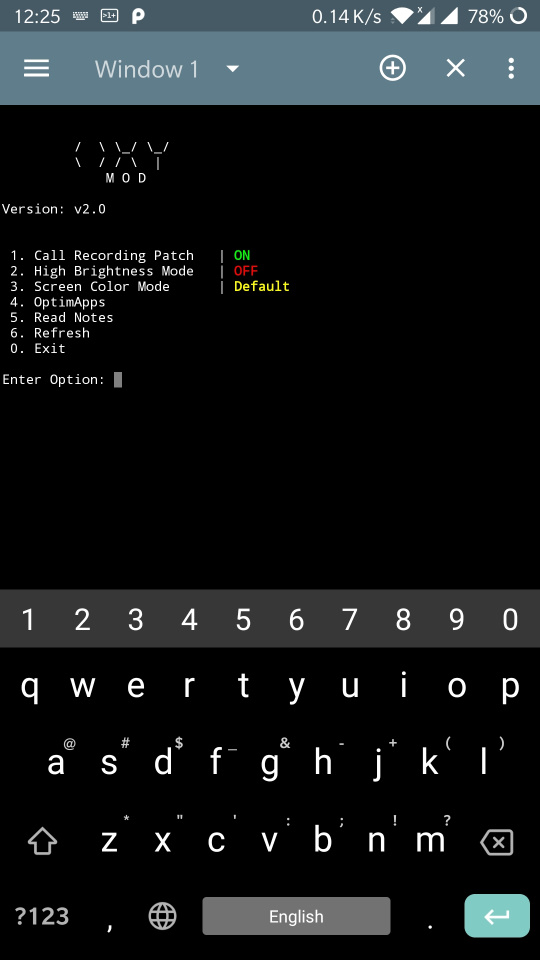 12:25 0.14 K/s 78%
Window 1
/ \ \_/ \_/
\ / / \ |
M O D
Version: v2.0
1. Call Recording Patch | ON
2. High Brightness Mode | OFF
3. Screen Color Mode | Default
4. OptimApps
5. Read Notes
6. Refresh
0. Exit
Enter Option:
1 2 3 4 5 6 7 8 9 0
q w e r t y u i o p
@ # $ _ & - + ( )
a s d f g h j k l
* " ' : ; ! ?
z x c v b n m
?123 , English .